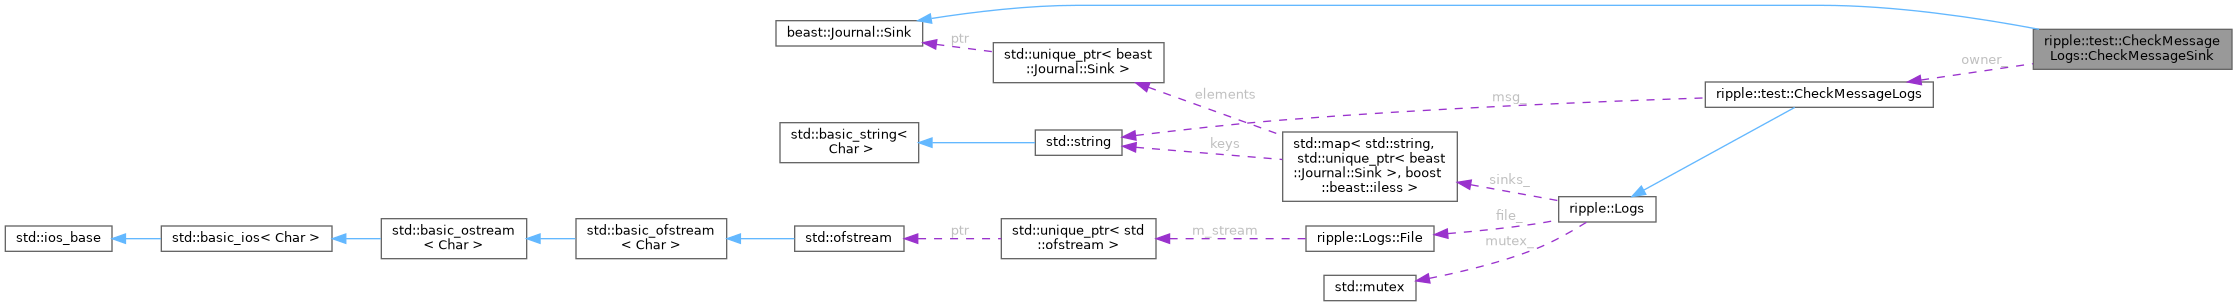 beast::Journal::Sink
ptr
std::unique_ptr< beast
::Journal::Sink >
ripple::test::CheckMessage
Logs::CheckMessageSink
owner_
ripple::test::CheckMessageLogs
elements
msg_
std::basic_string<
Char >
std::string
keys
std::map< std::string,
std::unique_ptr< beast
::Journal::Sink >, boost
::beast::iless >
sinks_
ripple::Logs
file_
mutex_
std::ios_base
std::basic_ios< Char >
std::basic_ostream
< Char >
std::basic_ofstream
< Char >
std::ofstream
ptr
std::unique_ptr< std
::ofstream >
m_stream
ripple::Logs::File
std::mutex